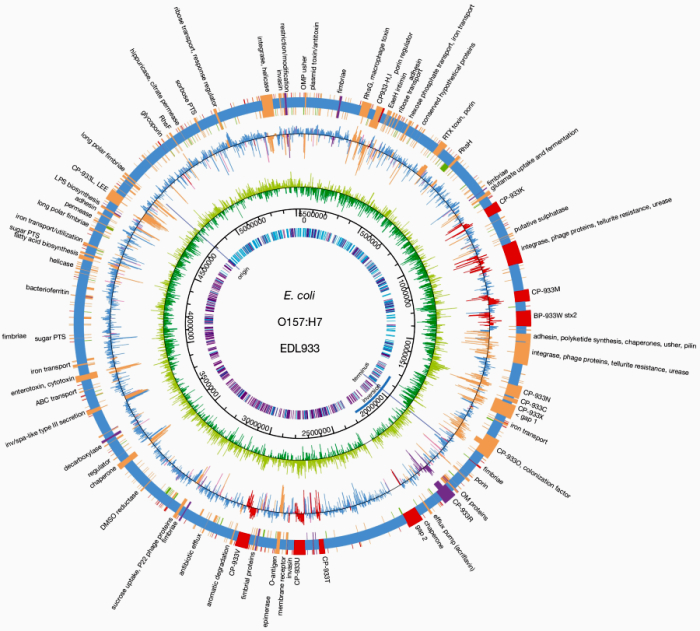 restriction/modification
OMP usher
plasmid toxin/antitoxin
fimbriae
RhsG, macrophage toxin
CP933-H,I
porin regulator
EaeH intimin
adhesin
ribose transport
hexose phosphate transport, iron transport
conserved hypothetical proteins
RTX toxin, porin
RhsH
fimbriae
glutamate uptake and fermentation
CP-933K
putative sulphatase
integrase, phage proteins, tellurite resistance, urease
CP-933M
BP-933W stx2
adhesin, polyketide synthesis, chaperones, usher, pilin
integrase, phage proteins, tellurite resistance, urease
CP-933N
CP-933C
CP-933X
gap 1
iron transport
CP-933O, colonization factor
fimbriae
porin
OM proteins
CP-933R
efflux pump (acriflavin)
chaperone
gap 2
CP-933T
CP-933U
invasin
membrane receptor
O-antigen
epimerase
fimbrial proteins
CP-933V
aromatic degradation
antibiotic efflux
fimbriae
sucrose uptake, P22 phage proteins
DMSO reductase
chaperone
regulator
decarboxylase
inv/spa-like type III secretion
ABC transport
enterotoxin, cytotoxin
iron transport
fimbriae
sugar PTS
bacterioferritin
helicase
fatty acid biosynthesis
sugar PTS
iron transport/utilization
long polar fimbriae
permease
adhesin
LPS biosynthesis
CP-933L, LEE
long polar fimbriae
glycoporin
RhsF
hippuricase, citrate permease
sorbose PTS
ribose transport, response regulator
integrase, helicase
invasin
5500000
0
1500000
1000000
1500000
2000000
2500000
3000000
3500000
4000000
4500000
15000000
origin
terminus
inversion
E. coli
O157:H7
EDL933